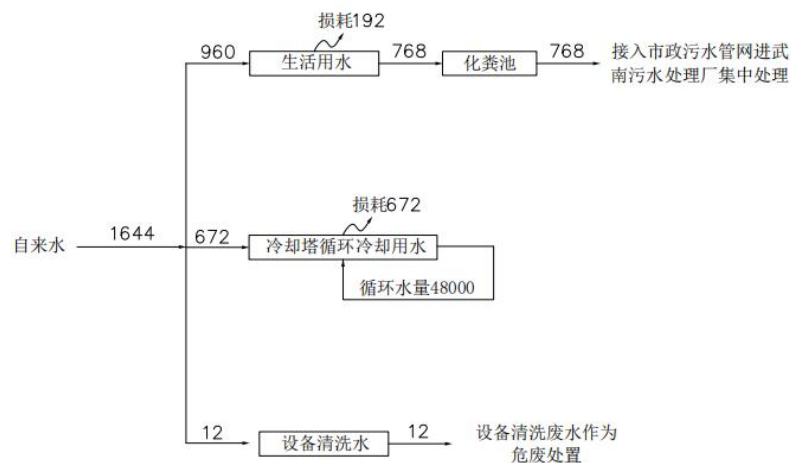 损耗192
960
生活用水
768
化粪池
768
接入市政污水管网进武
南污水处理厂集中处理
损耗672
自来水
1644
672
冷却塔循环冷却用水
循环水量48000
12
设备清洗水
12
设备清洗废水作为
危废处置